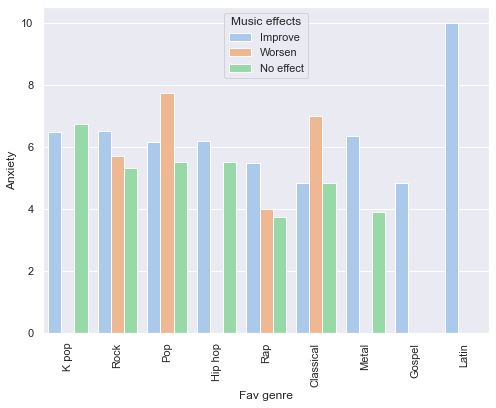 Music effects
Improve
Worsen
No effect
10
8
6
4
2
0
Anxiety
K pop
Rock
Pop
Hip hop
Rap
Classical
Metal
Gospel
Latin
Fav genre